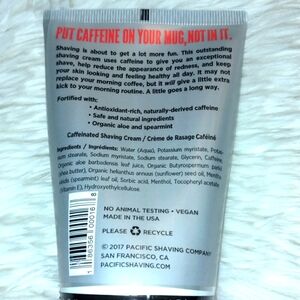 PUT CAFFEINE ON YOUR MUG, NOT IN IT.
Shaving is about to get a lot more fun. This outstanding
shaving cream uses caffeine to give you an exceptional
shave, help reduce the appearance of redness, and keep
your skin looking and feeling healthy all day. It may not
replace your morning coffee, but it will give a little extra
kick to your morning routine. A little goes a long way.
Fortified with:
• Antioxidant-rich, naturally-derived caffeine
• Safe and natural ingredients
• Organic aloe and spearmint
Caffeinated Shaving Cream / Crème de Rasage Caféiné
Ingredients / Ingrédients: Water (Aqua), Potassium myristate, Potas-
sium stearate, Sodium myristate, Sodium stearate, Glycerin, Caffeine,
Organic aloe barbadensis leaf juice, Organic Butyrospermum parkii
(shea butter), Organic helianthus annuus (sunflower) seed oil, Mentha
viridis (spearmint) leaf oil, Sorbic acid, Menthol, Tocopheryl acetate
(Vitamin E), Hydroxyethylcellulose
NO ANIMAL TESTING • VEGAN
MADE IN THE USA
PLEASE RECYCLE
© 2017 PACIFIC SHAVING COMPANY
SAN FRANCISCO, CA
PACIFICSHAVING.COM
1 86356 00016 8